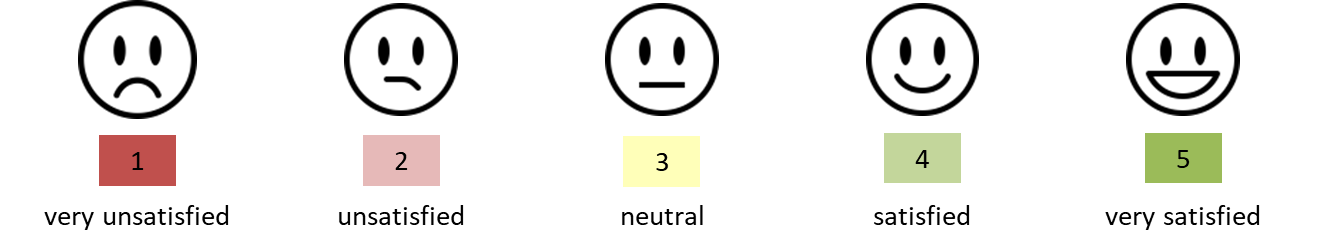 1 2 3 4 5
very unsatisfied unsatisfied neutral satisfied very satisfied